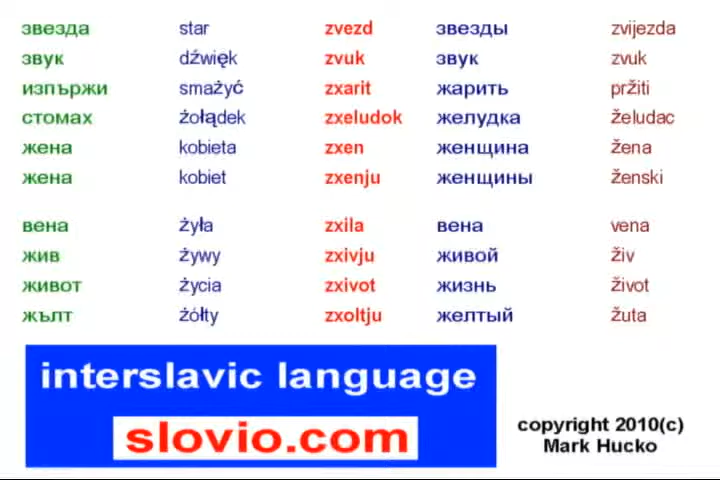 звезда star zvezd звезды zvijezda
звук dźwięk zvuk звук zvuk
изпържи smażyć zxarit жарить pržiti
стомах żołądek zxeludok желудка želudac
жена kobieta zxen женщина žena
жена kobiet zxenju женщины ženski
вена żyła zxila вена vena
жив żywy zxivju живой živ
живот życia zxivot жизнь život
жълт żółty zxoltju желтый žuta
interslavic language
slovio.com
copyright 2010(c)
Mark Hucko